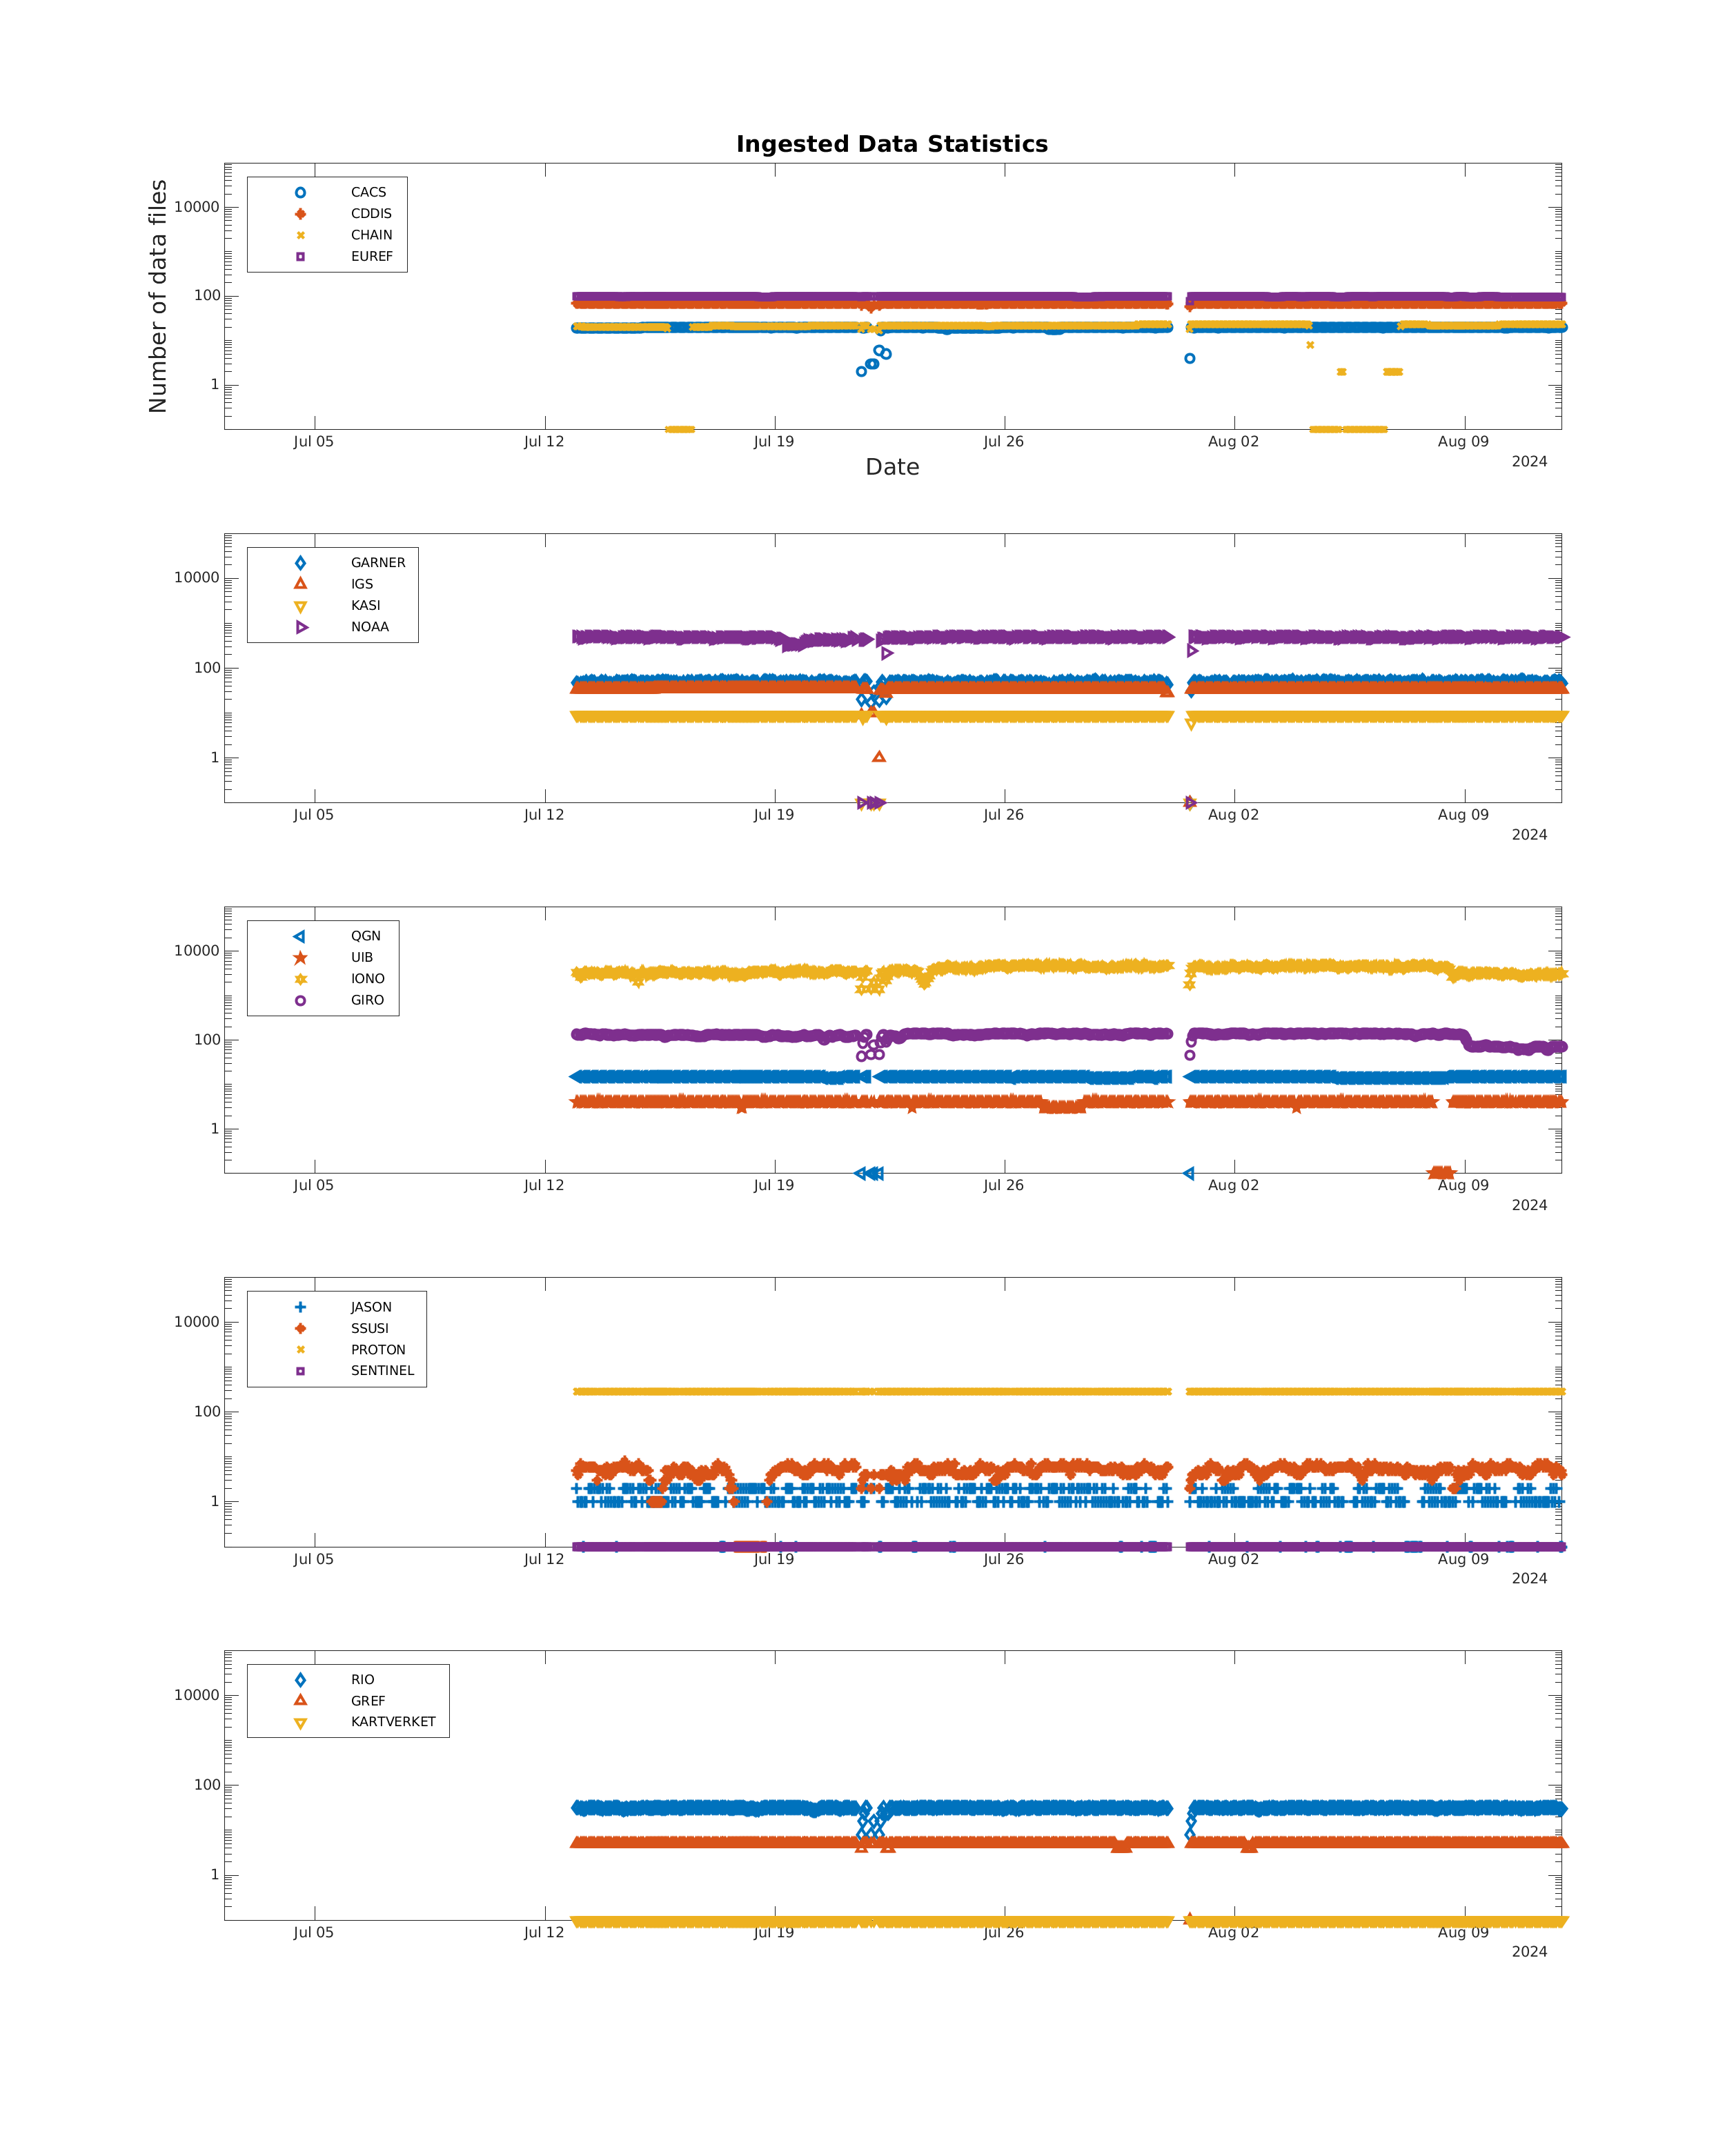 Ingested Data Statistics
Number of data files
10000
100
1
CACS
CDDIS
CHAIN
EUREF
Jul 05 Jul 12 Jul 19 Jul 26 Aug 02 Aug 09
2024
Date
10000
100
1
GARNER
IGS
KASI
NOAA
Jul 05 Jul 12 Jul 19 Jul 26 Aug 02 Aug 09
2024
10000
100
1
QGN
UIB
IONO
GIRO
Jul 05 Jul 12 Jul 19 Jul 26 Aug 02 Aug 09
2024
10000
100
1
JASON
SSUSI
PROTON
SENTINEL
Jul 05 Jul 12 Jul 19 Jul 26 Aug 02 Aug 09
2024
10000
100
1
RIO
GREF
KARTVERKET
Jul 05 Jul 12 Jul 19 Jul 26 Aug 02 Aug 09
2024